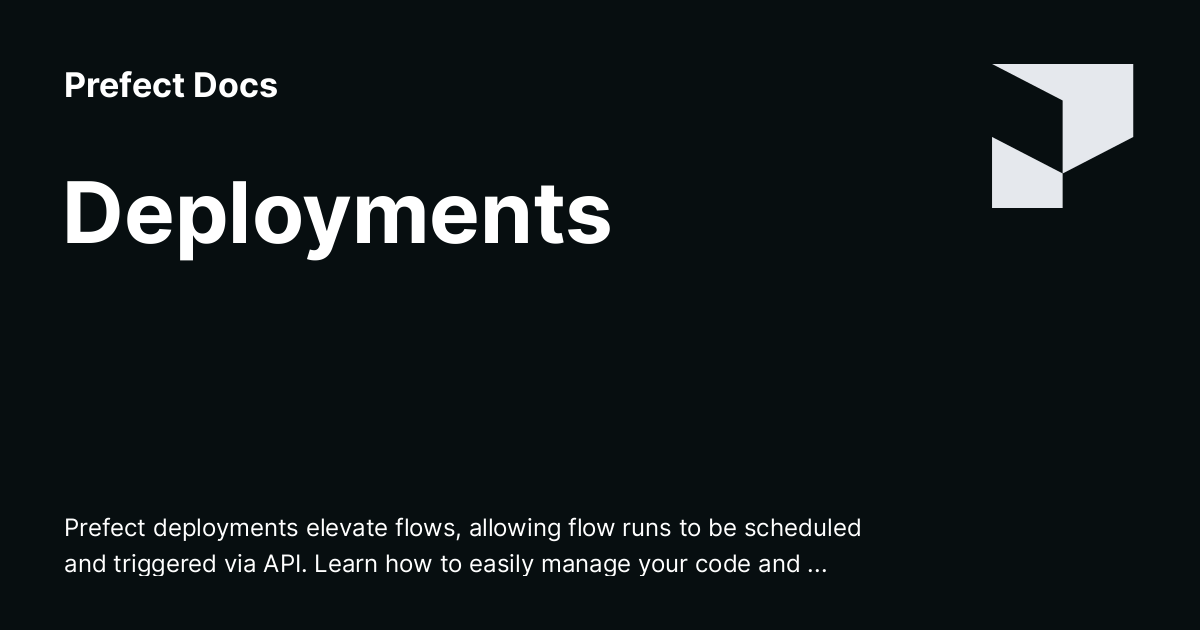 Prefect Docs
Deployments
Prefect deployments elevate flows, allowing flow runs to be scheduled
and triggered via API. Learn how to easily manage your code and ...